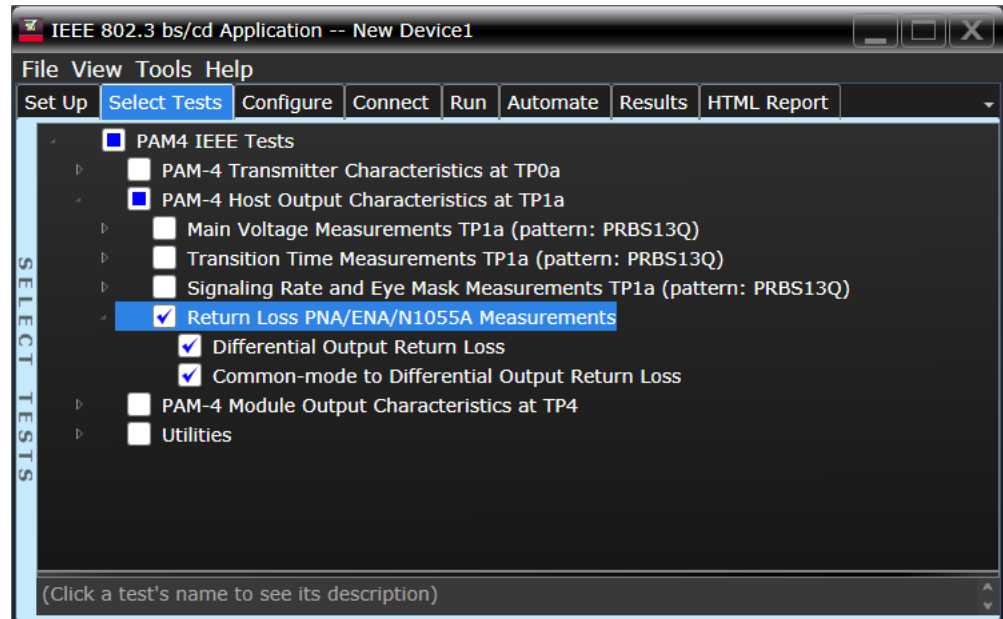 IEEE 802.3 bs/cd Application -- New Device1
File View Tools Help
Set Up Select Tests Configure Connect Run Automate Results HTML Report
PAM4 IEEE Tests
PAM-4 Transmitter Characteristics at TP0a
PAM-4 Host Output Characteristics at TP1a
Main Voltage Measurements TP1a (pattern: PRBS13Q)
Transition Time Measurements TP1a (pattern: PRBS13Q)
Signaling Rate and Eye Mask Measurements TP1a (pattern: PRBS13Q)
Return Loss PNA/ENA/N1055A Measurements
Differential Output Return Loss
Common-mode to Differential Output Return Loss
PAM-4 Module Output Characteristics at TP4
Utilities
SELECT TESTS
(Click a test's name to see its description)